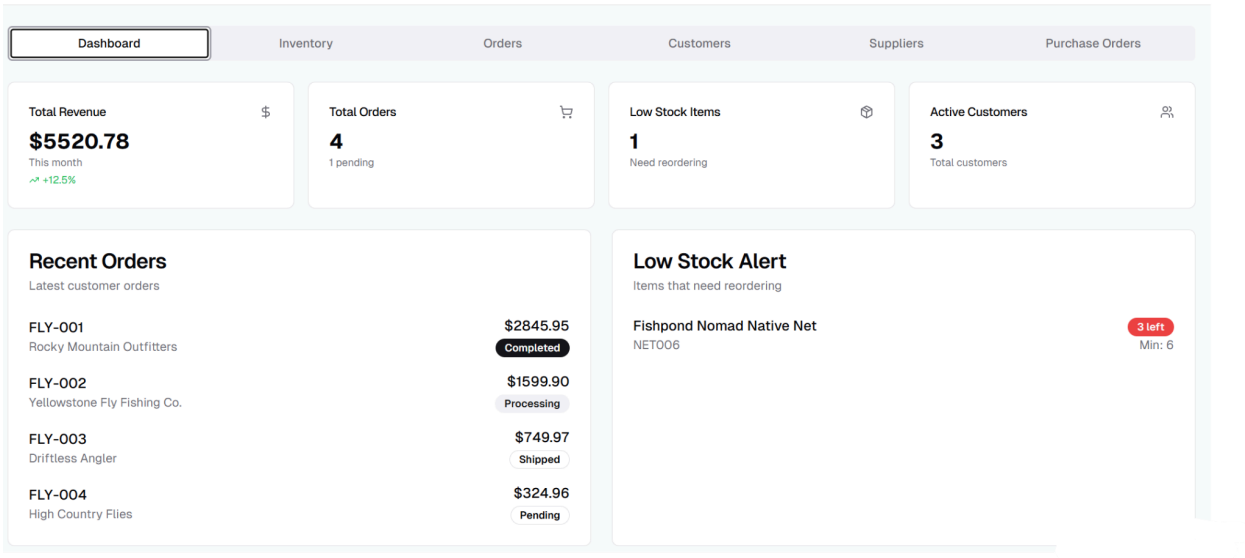 Dashboard
Inventory
Orders
Customers
Suppliers
Purchase Orders
Total Revenue
$5520.78
This month
+12.5%
Total Orders
4
1 pending
Low Stock Items
1
Need reordering
Active Customers
3
Total customers
Recent Orders
Latest customer orders
FLY-001
$2845.95
Rocky Mountain Outfitters
Completed
FLY-002
$1599.90
Yellowstone Fly Fishing Co.
Processing
FLY-003
$749.97
Driftless Angler
Shipped
FLY-004
$324.96
High Country Flies
Pending
Low Stock Alert
Items that need reordering
Fishpond Nomad Native Net
3 left
NET006
Min: 6